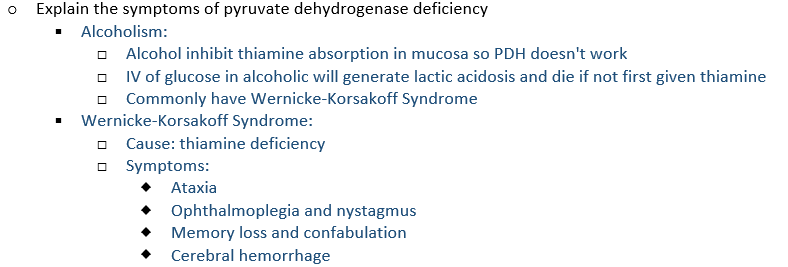 Explain the symptoms of pyruvate dehydrogenase deficiency
Alcoholism:
Alcohol inhibit thiamine absorption in mucosa so PDH doesn't work
IV of glucose in alcoholic will generate lactic acidosis and die if not first given thiamine
Commonly have Wernicke-Korsakoff Syndrome
Wernicke-Korsakoff Syndrome:
Cause: thiamine deficiency
Symptoms:
Ataxia
Ophthalmoplegia and nystagmus
Memory loss and confabulation
Cerebral hemorrhage